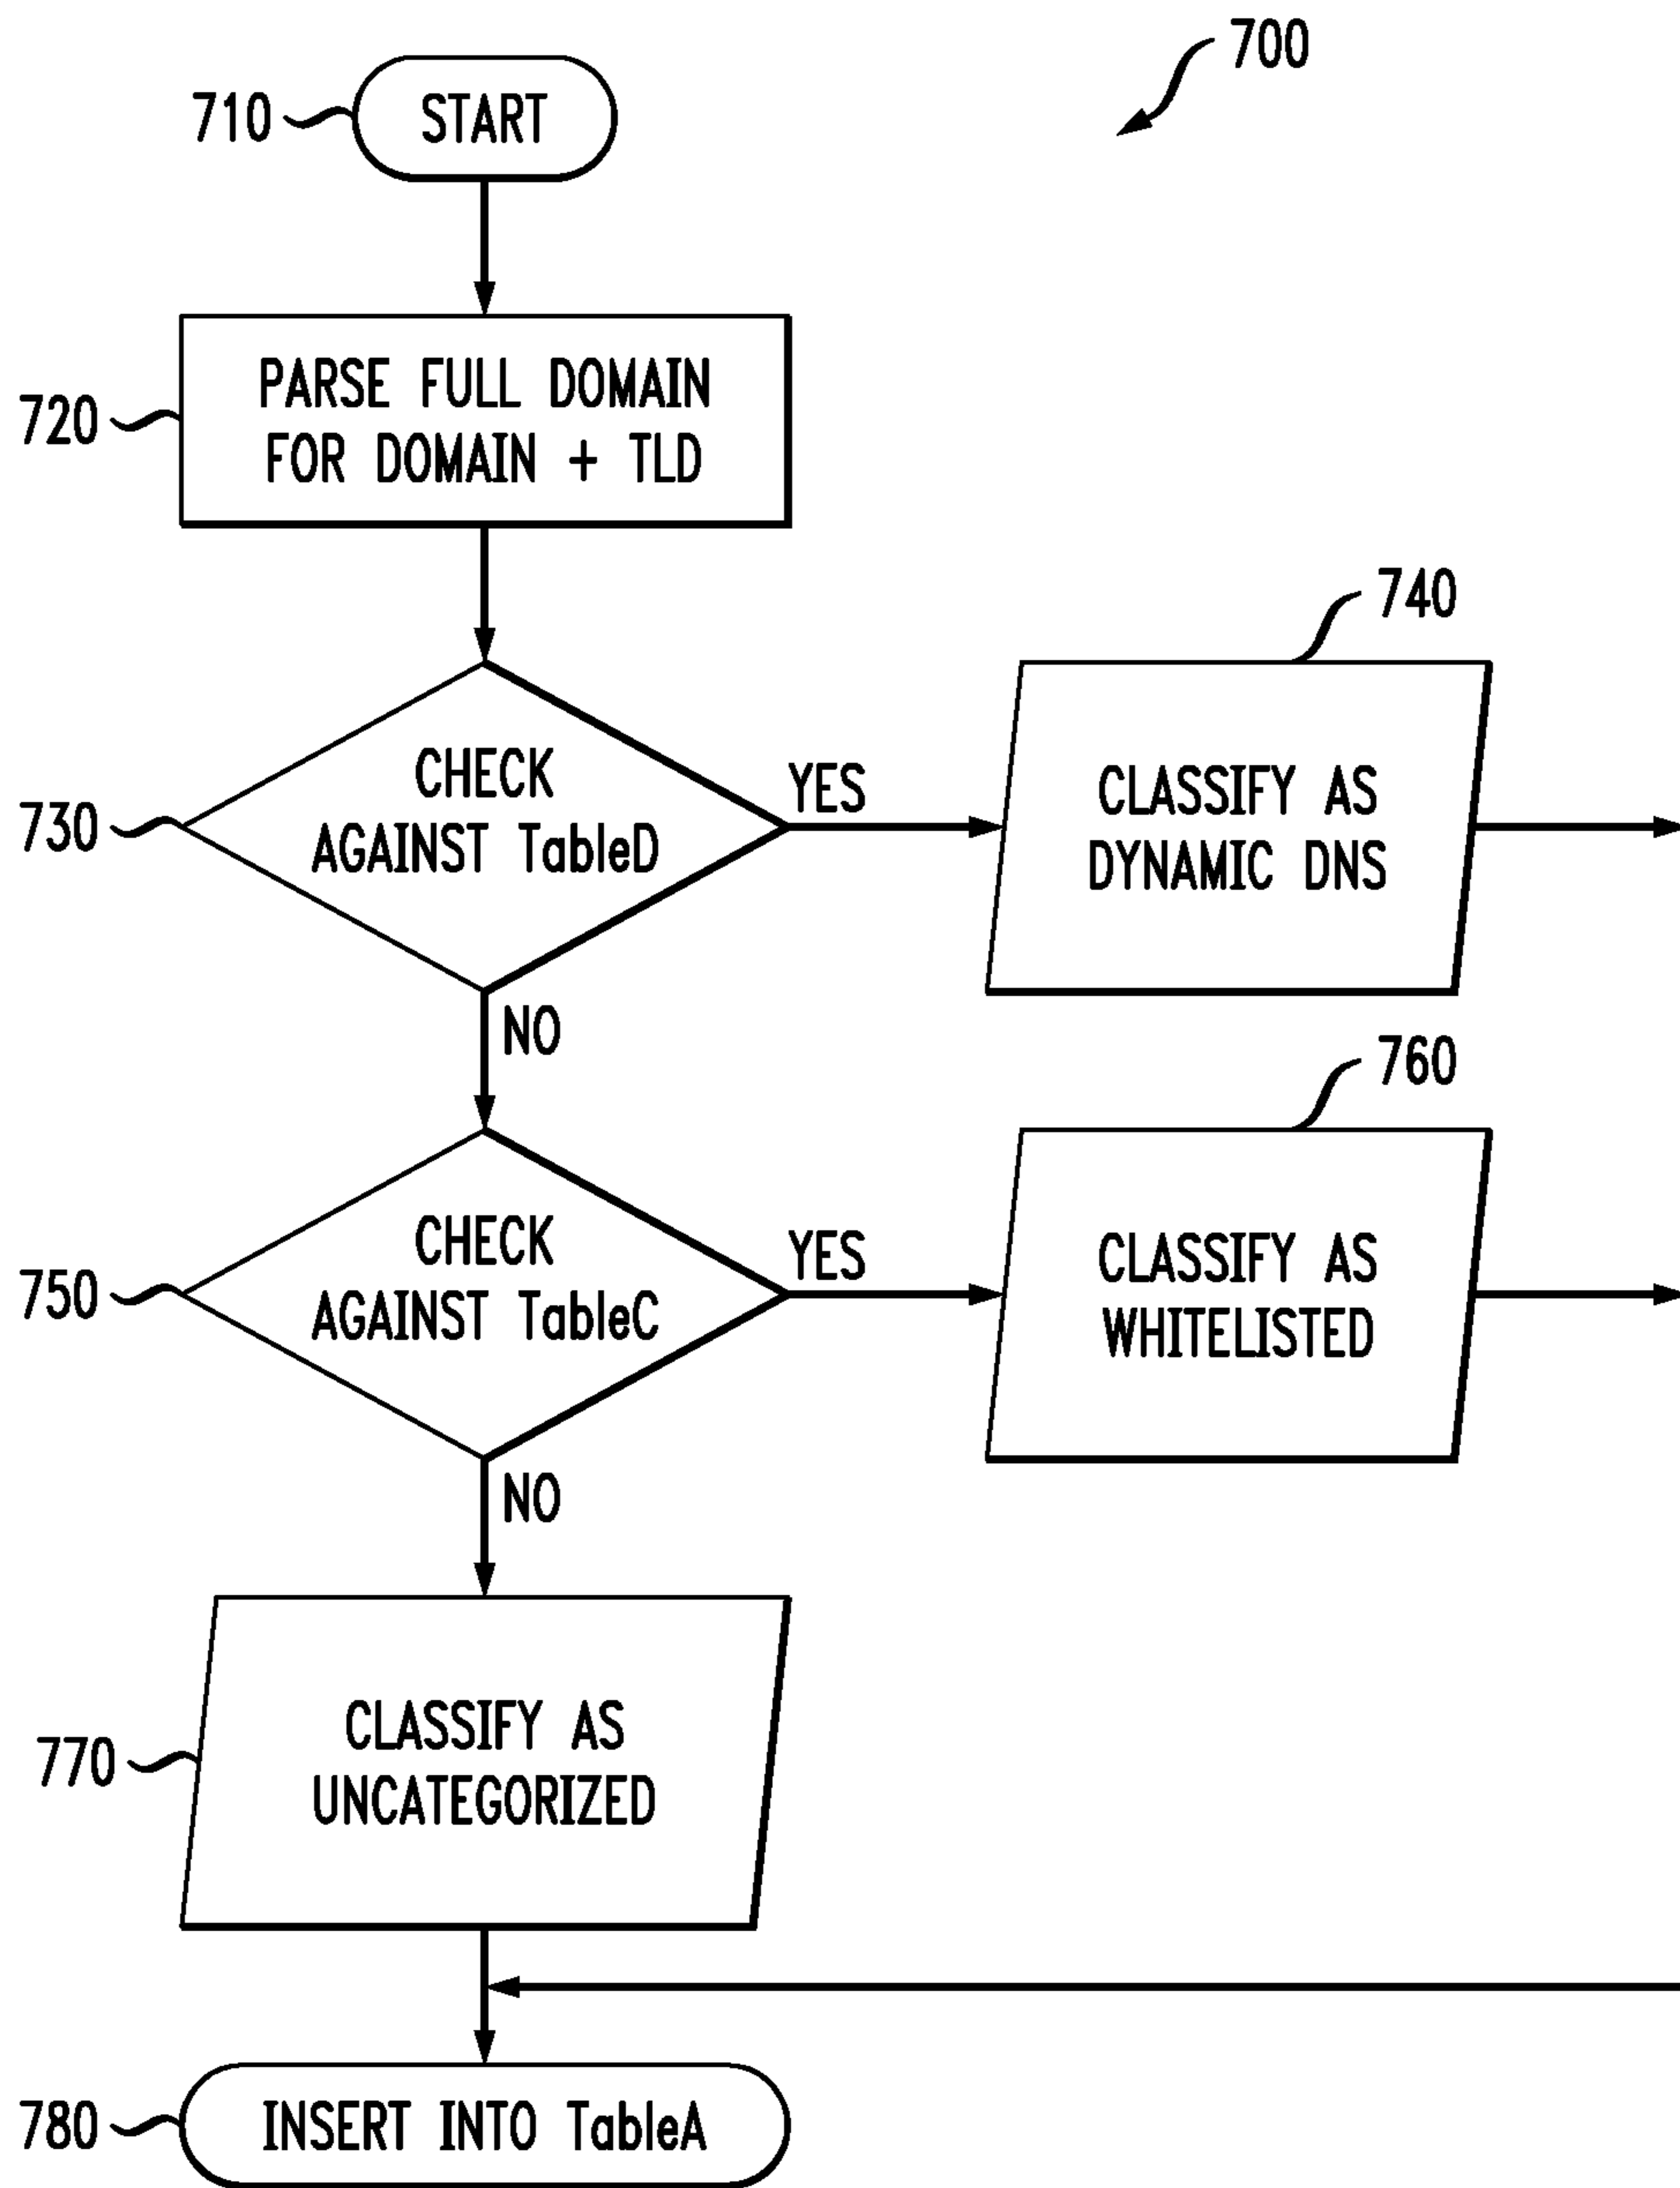 700
710
START
720
PARSE FULL DOMAIN
FOR DOMAIN + TLD
730
CHECK
AGAINST TableD
YES
740
CLASSIFY AS
DYNAMIC DNS
NO
750
CHECK
AGAINST TableC
YES
760
CLASSIFY AS
WHITELISTED
NO
770
CLASSIFY AS
UNCATEGORIZED
780
INSERT INTO TableA